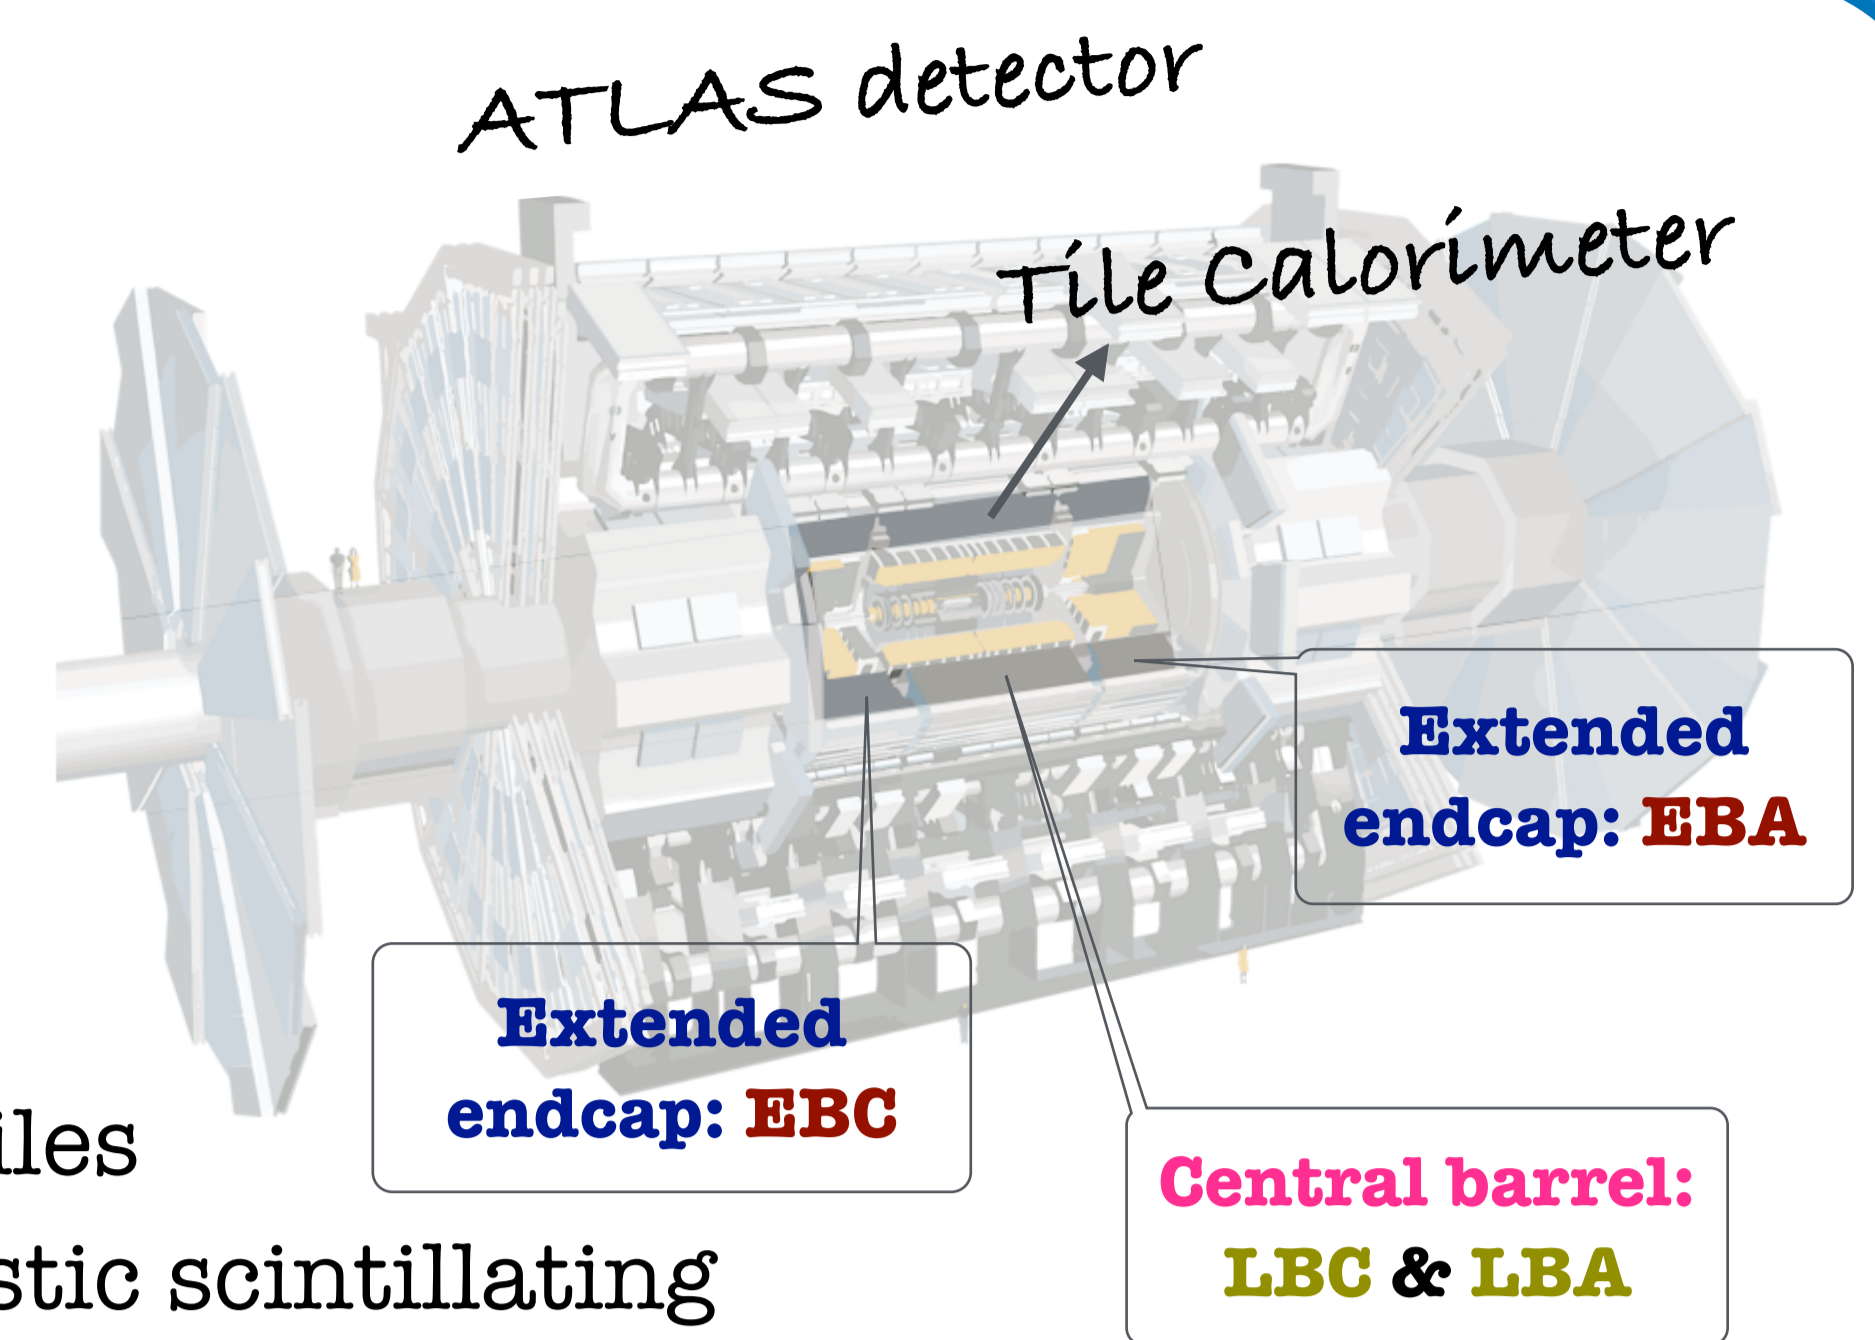 ATLAS detector
Tile Calorimeter
Extended
endcap: EBA
Extended
endcap: EBC
Central barrel:
LBC & LBA
iles
stic scintillating